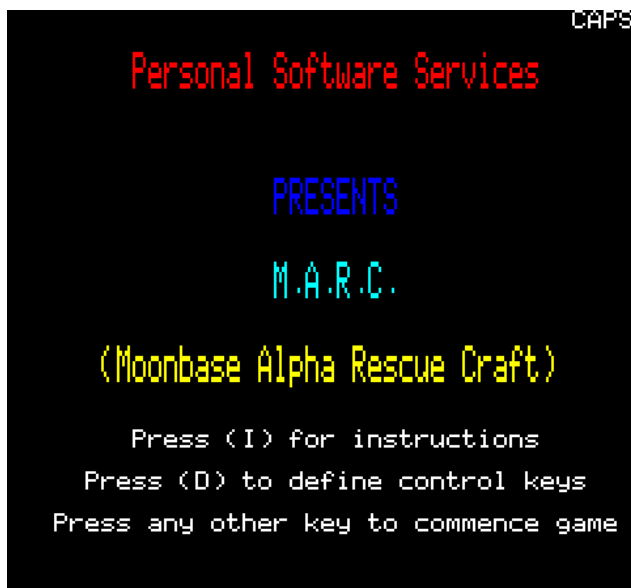 CAPS
Personal Software Services
PRESENTS
M.A.R.C.
(Moonbase Alpha Rescue Craft)
Press (I) for instructions
Press (D) to define control keys
Press any other key to commence game